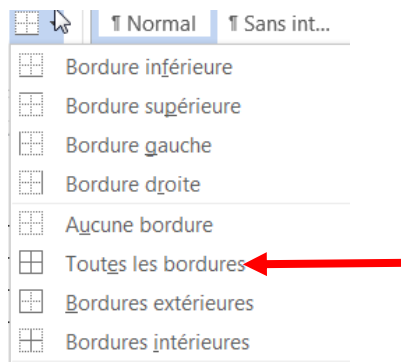 ¶ Normal ¶ Sans int...
Bordure inférieure
Bordure supérieure
Bordure gauche
Bordure droite
Aucune bordure
Toutes les bordures
Bordures extérieures
Bordures intérieures